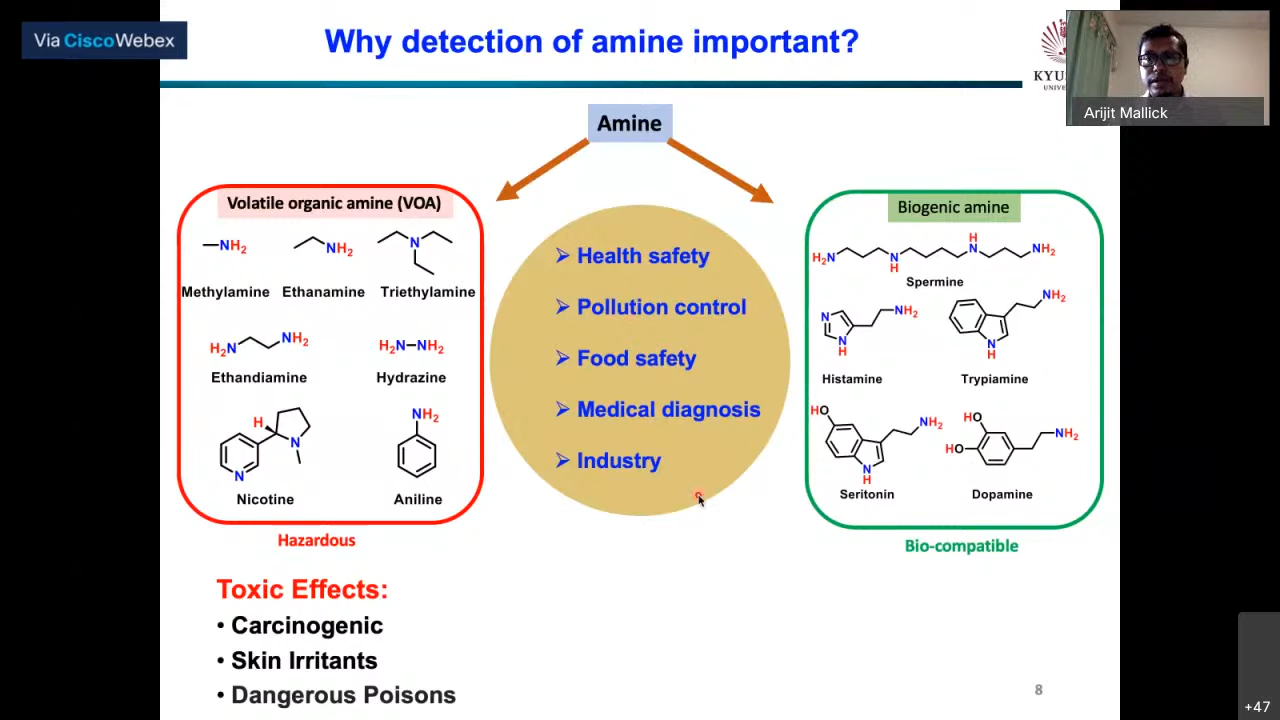 Via CiscoWebex
Why detection of amine important?
Arijit Mallick
Amine
Volatile organic amine (VOA)
NH2
NH2
N
Methylamine
Ethanamine
Triethylamine
H2N
NH2
H2N-NH2
Ethandiamine
Hydrazine
H
N
N
NH2
Nicotine
Aniline
Hazardous
➢ Health safety
➢ Pollution control
➢ Food safety
➢ Medical diagnosis
➢ Industry
Biogenic amine
H2N
N
H
H
N
NH2
Spermine
N
N
H
NH2
N
H
NH2
Histamine
Trypiamine
HO
N
H
NH2
HO
HO
NH2
Seritonin
Dopamine
Bio-compatible
Toxic Effects:
• Carcinogenic
• Skin Irritants
• Dangerous Poisons
8
+47